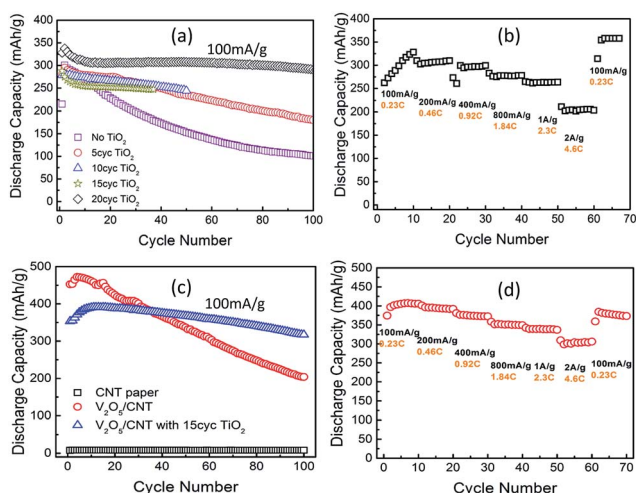 (a)
100mA/g
Discharge Capacity (mAh/g)
400
350
300
250
200
150
100
50
0
No TiO₂
5cyc TiO₂
10cyc TiO₂
15cyc TiO₂
20cyc TiO₂
0 20 40 60 80 100
Cycle Number
(b)
Discharge Capacity (mAh/g)
400
350
300
250
200
150
100
50
0
100mA/g
0.23C
200mA/g
0.46C
400mA/g
0.92C
800mA/g
1.84C
1A/g
2.3C
2A/g
4.6C
100mA/g
0.23C
0 10 20 30 40 50 60 70
Cycle Number
(c)
100mA/g
Discharge Capacity (mAh/g)
500
400
300
200
100
0
CNT paper
V₂O₅/CNT
V₂O₅/CNT with 15cyc TiO₂
0 20 40 60 80 100
Cycle Number
(d)
Discharge Capacity (mAh/g)
500
400
300
200
100
0
100mA/g
0.23C
200mA/g
0.46C
400mA/g
0.92C
800mA/g
1.84C
1A/g
2.3C
2A/g
4.6C
100mA/g
0.23C
0 10 20 30 40 50 60 70
Cycle Number